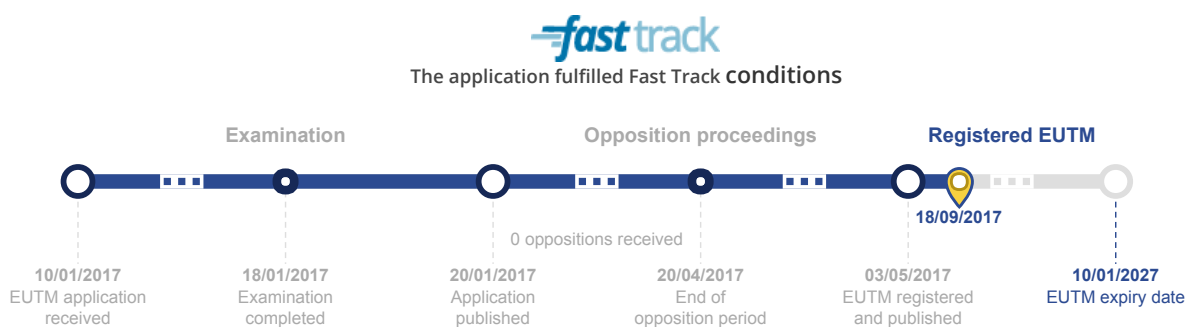 fast track
The application fulfilled Fast Track conditions
Examination
Opposition proceedings
Registered EUTM
18/09/2017
0 oppositions received
10/01/2017
EUTM application
received
18/01/2017
Examination
completed
20/01/2017
Application
published
20/04/2017
End of
opposition period
03/05/2017
EUTM registered
and published
10/01/2027
EUTM expiry date